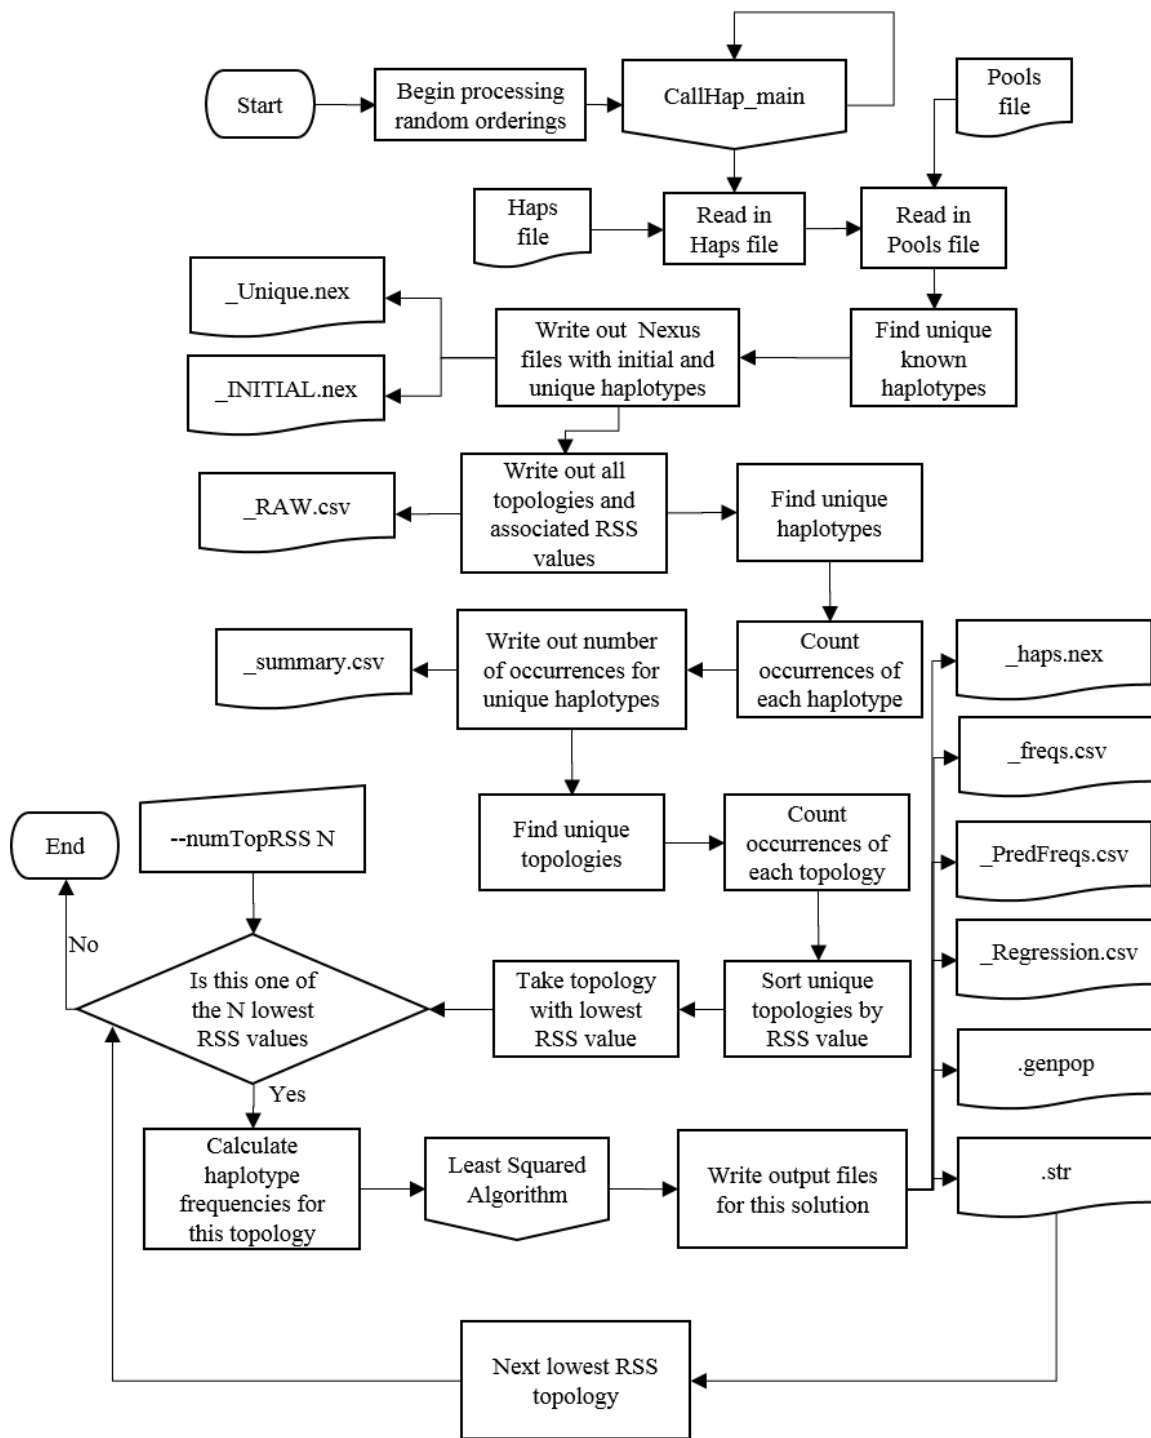 Start
Begin processing
random orderings
CallHap_main
Pools
file
Haps
file
Read in
Haps file
Read in
Pools file
_Unique.nex
_INITIAL.nex
Write out Nexus
files with initial and
unique haplotypes
Find unique
known
haplotypes
_RAW.csv
Write out all
topologies and
associated RSS
values
Find unique
haplotypes
_summary.csv
Write out number
of occurrences for
unique haplotypes
Count
occurrences of
each haplotype
_haps.nex
_freqs.csv
End
--numTopRSS N
Find unique
topologies
Count
occurrences of
each topology
_PredFreqs.csv
No
Is this one of
the N lowest
RSS values
Take topology
with lowest
RSS value
Sort unique
topologies by
RSS value
_Regression.csv
.genpop
Yes
Calculate
haplotype
frequencies for
this topology
Least Squared
Algorithm
Write output files
for this solution
.str
Next lowest RSS
topology